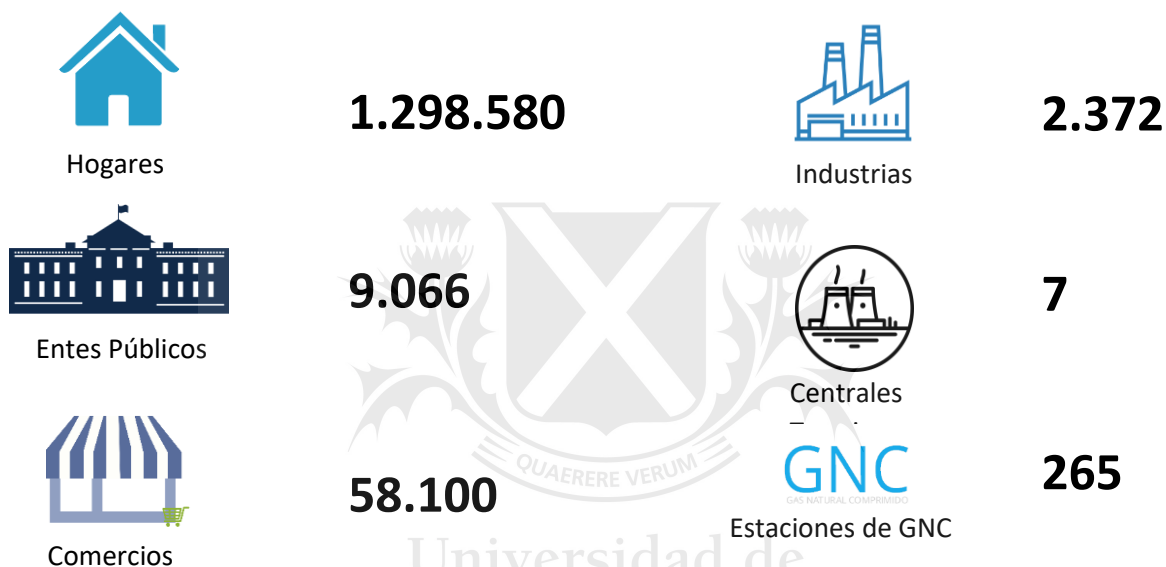 1.298.580
Hogares
2.372
Industrias
9.066
Entes Públicos
7
Centrales
58.100
Comercios
GNC
GAS NATURAL COMPRIMIDO
265
Estaciones de GNC
QUAERERE VERUM
Universidad de